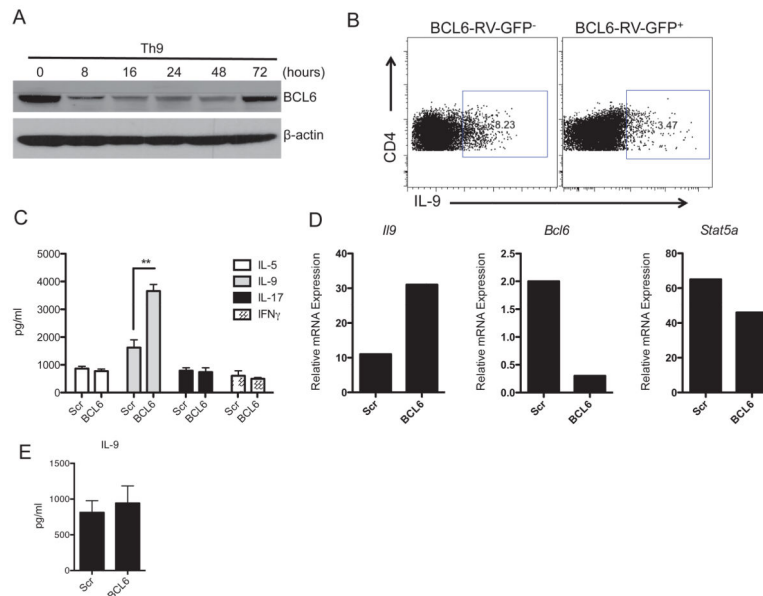 A
Th9
0 8 16 24 48 72 (hours)
BCL6
β-actin
B
BCL6-RV-GFP-
BCL6-RV-GFP+
8.23
3.47
CD4
IL-9
C
5000
4000
3000
2000
1000
0
pg/ml
**
IL-5
IL-9
IL-17
IFNγ
Scr BCL6 Scr BCL6 Scr BCL6 Scr BCL6
D
Il9
Relative mRNA Expression
40
30
20
10
0
Scr BCL6
Bcl6
Relative mRNA Expression
2.5
2.0
1.5
1.0
0.5
0.0
Scr BCL6
Stat5a
Relative mRNA Expression
80
60
40
20
0
Scr BCL6
E
IL-9
pg/ml
1500
1000
500
0
Scr BCL6